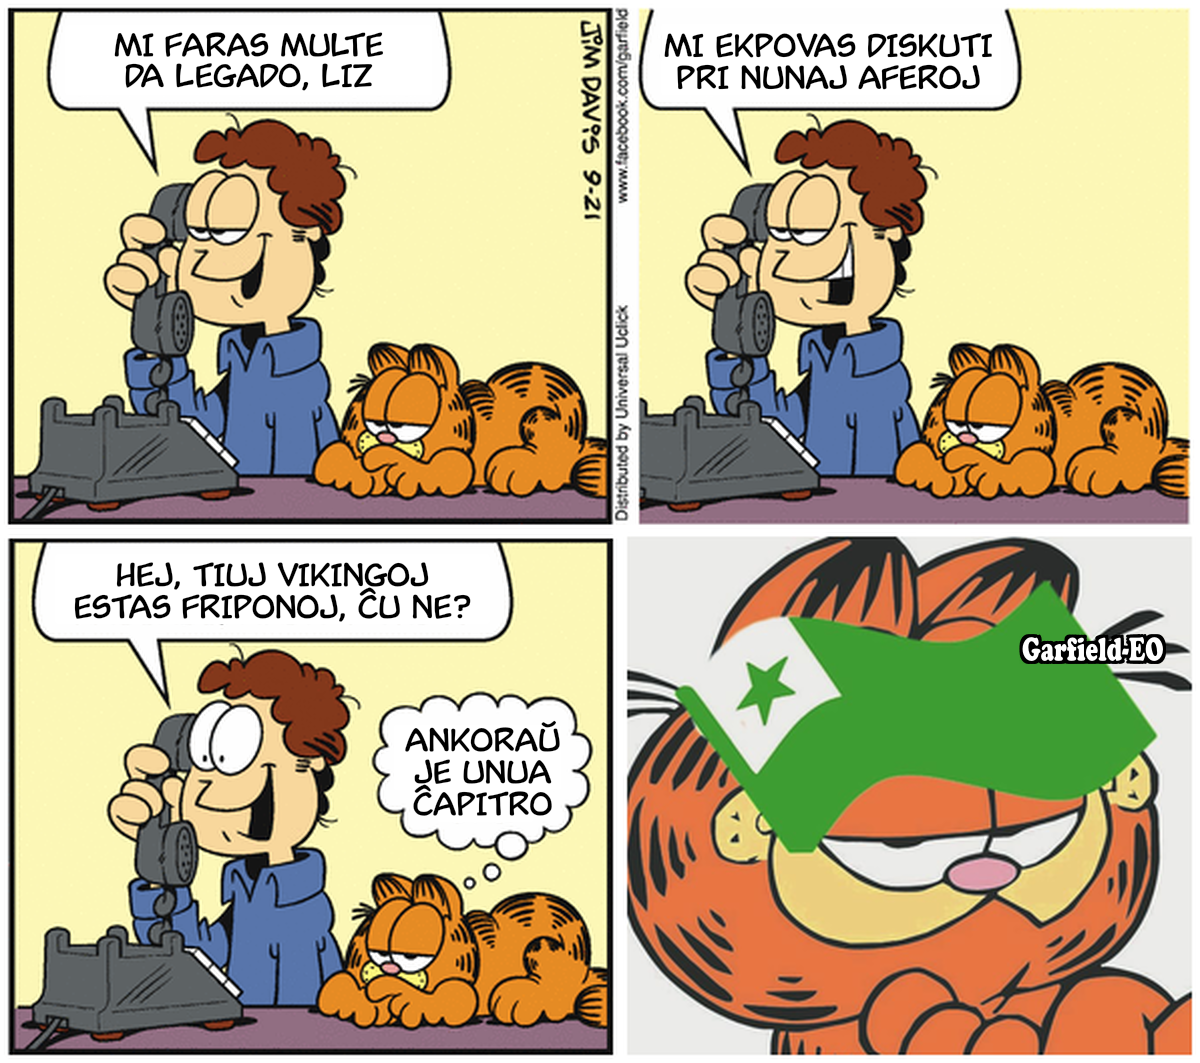 MI FARAS MULTE
DA LEGADO, LIZ
JIM DAVIS 9-21
www.facebook.com/garfield
Distributed by Universal Uclick
MI EKPOVAS DISKUTI
PRI NUNAJ AFEROJ
HEJ, TIUJ VIKINGOJ
ESTAS FRIPONOJ, ĈU NE?
ANKORAŬ
JE UNUA
ĈAPITRO
Garfield-EO